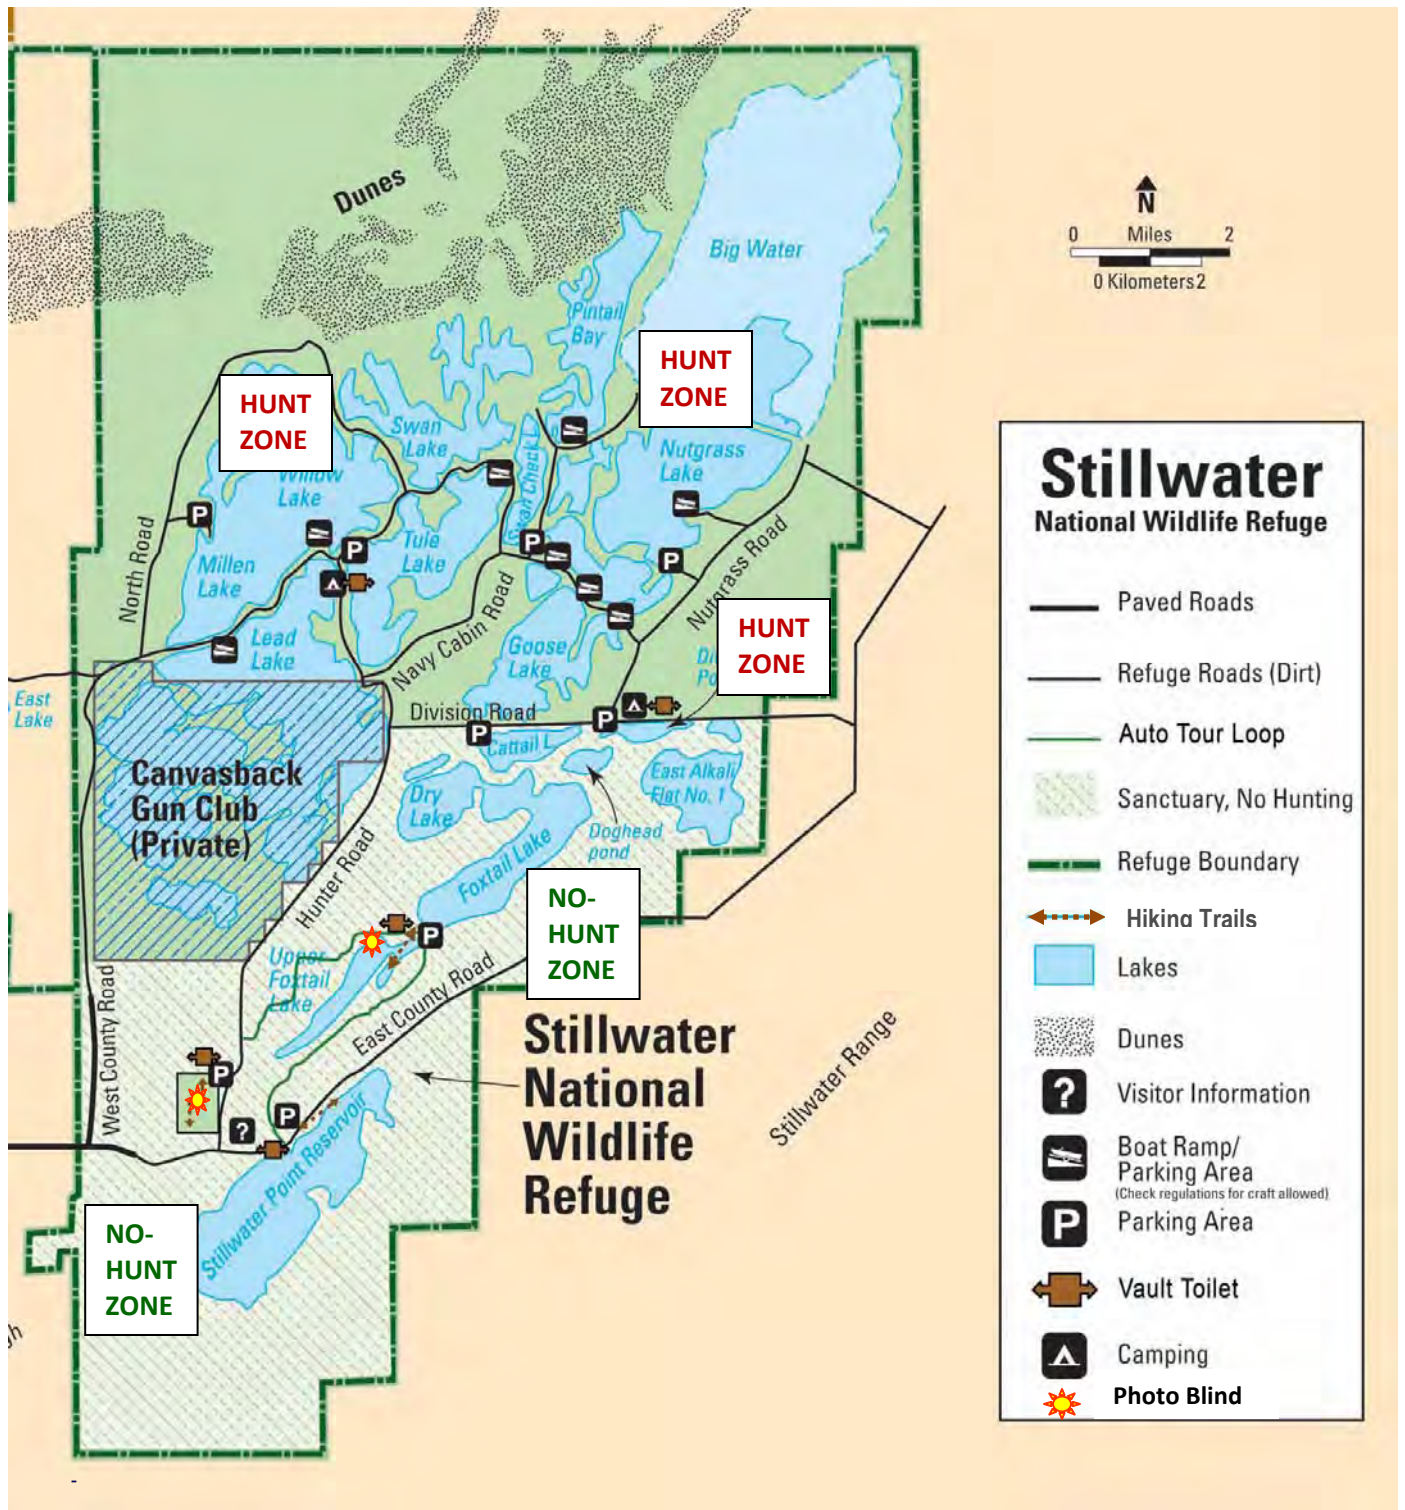 Dunes
N
0 Miles 2
0 Kilometers 2
Big Water
Pintail
Bay
HUNT
ZONE
HUNT
ZONE
Swan
Lake
Nutgrass
Lake
Willow
Lake
Swan Check L
North Road
Millen
Lake
Tule
Lake
Nutgrass Road
Navy Cabin Road
HUNT
ZONE
Lead
Lake
Goose
Lake
East
Lake
Division Road
Cattail L
Canvasback
Gun Club
(Private)
Dry
Lake
East Alkali
Flat No. 1
Doghead
pond
Hunter Road
Foxtail Lake
NO-
HUNT
ZONE
Upper
Foxtail
Lake
West County Road
East County Road
Stillwater
National
Wildlife
Refuge
Stillwater Range
Stillwater Point Reservoir
NO-
HUNT
ZONE
-
Stillwater
National Wildlife Refuge
Paved Roads
Refuge Roads (Dirt)
Auto Tour Loop
Sanctuary, No Hunting
Refuge Boundary
Hiking Trails
Lakes
Dunes
? Visitor Information
Boat Ramp/
Parking Area
(Check regulations for craft allowed)
P Parking Area
Vault Toilet
Camping
Photo Blind